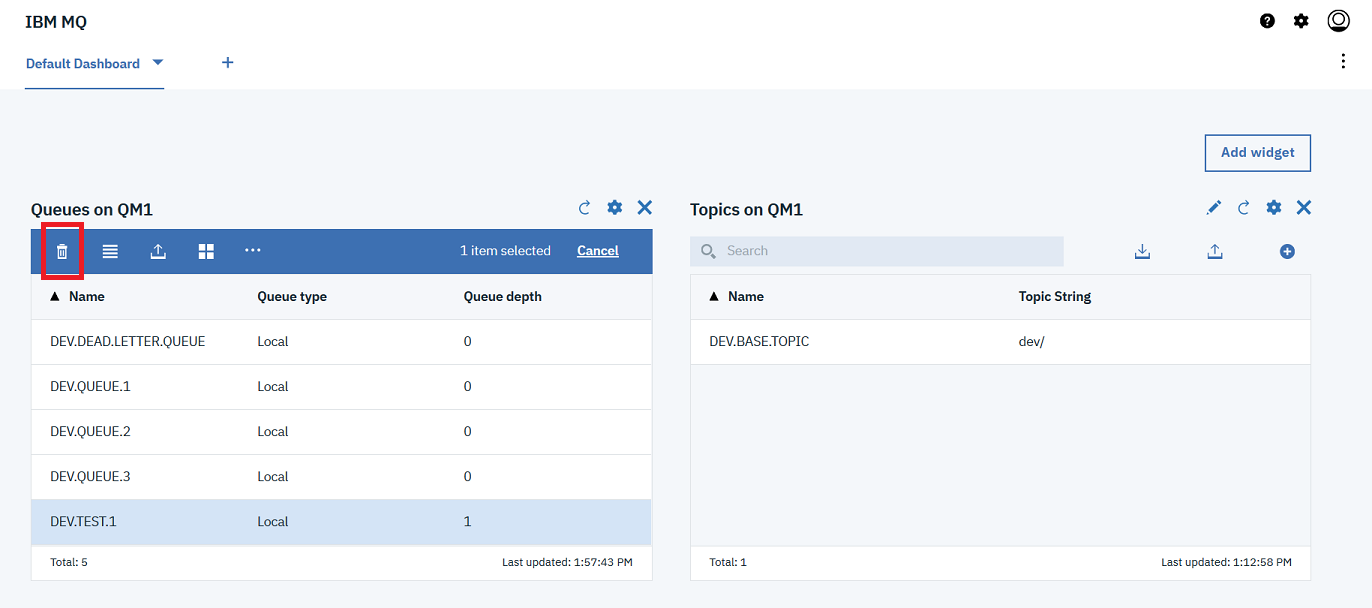 IBM MQ
Default Dashboard
Add widget
Queues on QM1
1 item selected Cancel
Name Queue type Queue depth
DEV.DEAD.LETTER.QUEUE Local 0
DEV.QUEUE.1 Local 0
DEV.QUEUE.2 Local 0
DEV.QUEUE.3 Local 0
DEV.TEST.1 Local 1
Total: 5 Last updated: 1:57:43 PM
Topics on QM1
Search
Name Topic String
DEV.BASE.TOPIC dev/
Total: 1 Last updated: 1:12:58 PM